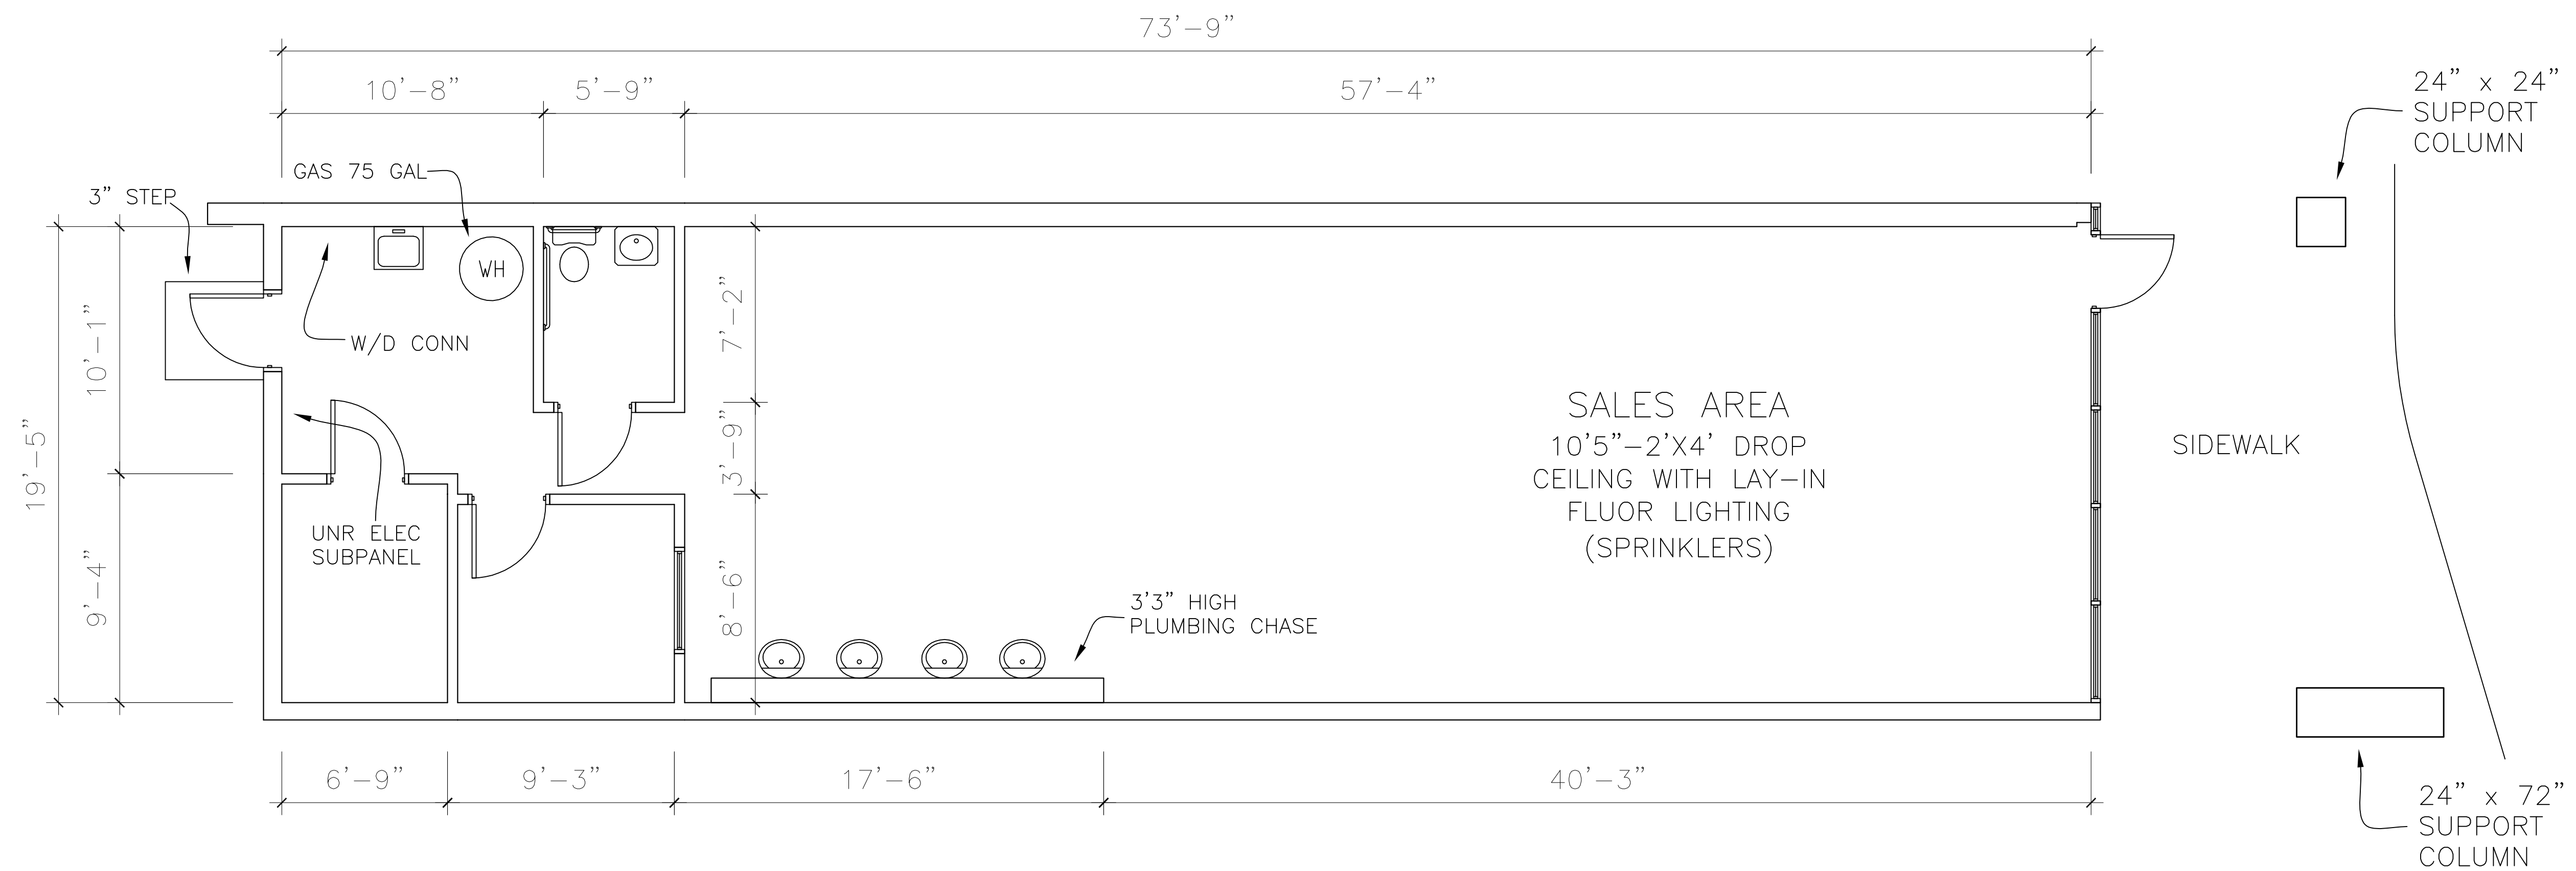 73'-9"
10'-8"
5'-9"
57'-4"
24" x 24"
SUPPORT
COLUMN
GAS 75 GAL
3" STEP
WH
W/D CONN
19'-5"
10'-1"
9'-4"
7'-2"
3'-9"
8'-6"
UNR ELEC
SUBPANEL
SALES AREA
10'5"-2'X4' DROP
CEILING WITH LAY-IN
FLUOR LIGHTING
(SPRINKLERS)
SIDEWALK
3'3" HIGH
PLUMBING CHASE
6'-9"
9'-3"
17'-6"
40'-3"
24" x 72"
SUPPORT
COLUMN